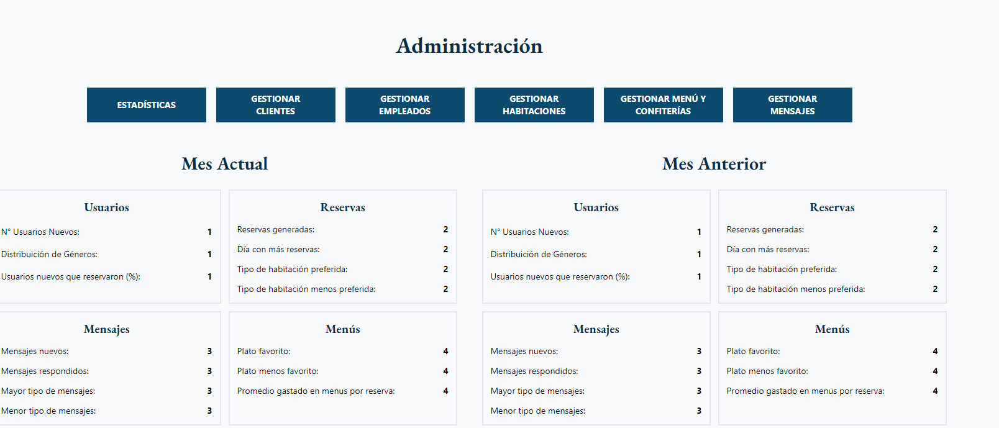 Administración
ESTADÍSTICAS
GESTIONAR
CLIENTES
GESTIONAR
EMPLEADOS
GESTIONAR
HABITACIONES
GESTIONAR MENÚ Y
CONFITERÍAS
GESTIONAR
MENSAJES
Mes Actual
Usuarios
N° Usuarios Nuevos: 1
Distribuición de Géneros: 1
Usuarios nuevos que reservaron (%): 1
Reservas
Reservas generadas: 2
Día con más reservas: 2
Tipo de habitación preferida: 2
Tipo de habitación menos preferida: 2
Mensajes
Mensajes nuevos: 3
Mensajes respondidos: 3
Mayor tipo de mensajes: 3
Menor tipo de mensajes: 3
Menús
Plato favorito: 4
Plato menos favorito: 4
Promedio gastado en menus por reserva: 4
Mes Anterior
Usuarios
N° Usuarios Nuevos: 1
Distribuición de Géneros: 1
Usuarios nuevos que reservaron (%): 1
Reservas
Reservas generadas: 2
Día con más reservas: 2
Tipo de habitación preferida: 2
Tipo de habitación menos preferida: 2
Mensajes
Mensajes nuevos: 3
Mensajes respondidos: 3
Mayor tipo de mensajes: 3
Menor tipo de mensajes: 3
Menús
Plato favorito: 4
Plato menos favorito: 4
Promedio gastado en menus por reserva: 4